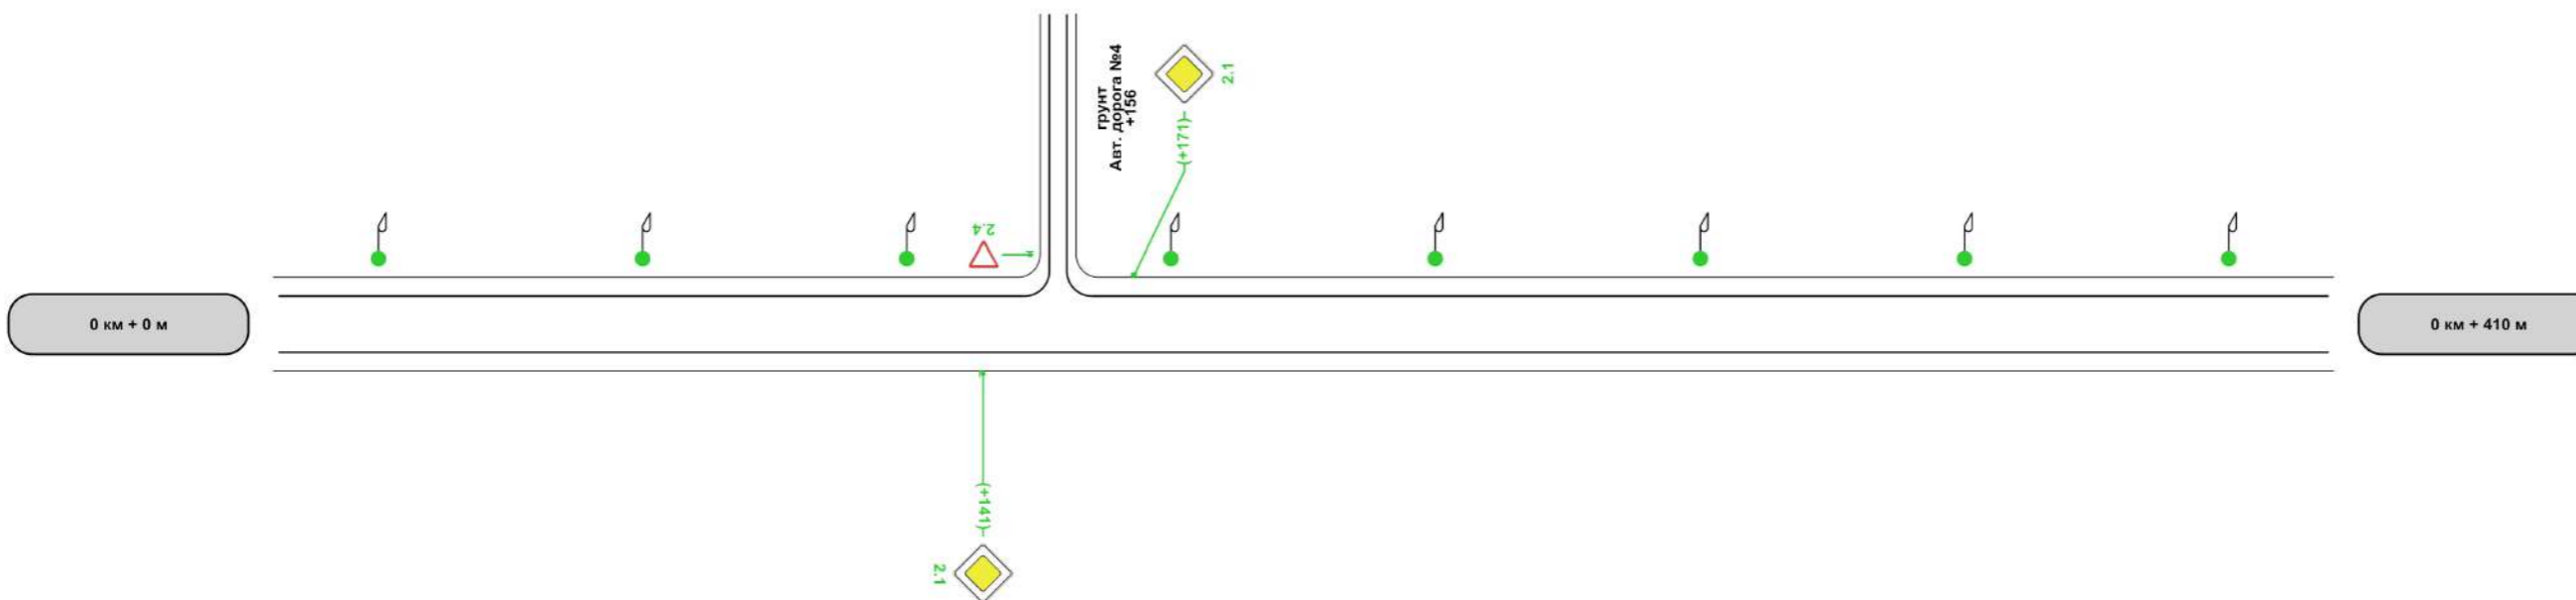 грунт
Авт. дорога №4
+156
2.1
(+171)
2.4
0 км + 0 м
0 км + 410 м
(+141)
2.1